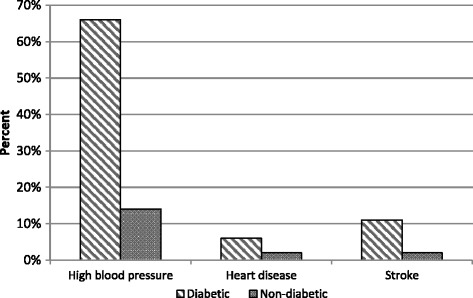 70%
60%
50%
40%
30%
20%
10%
0%
Percent
High blood pressure Heart disease Stroke
Diabetic Non-diabetic